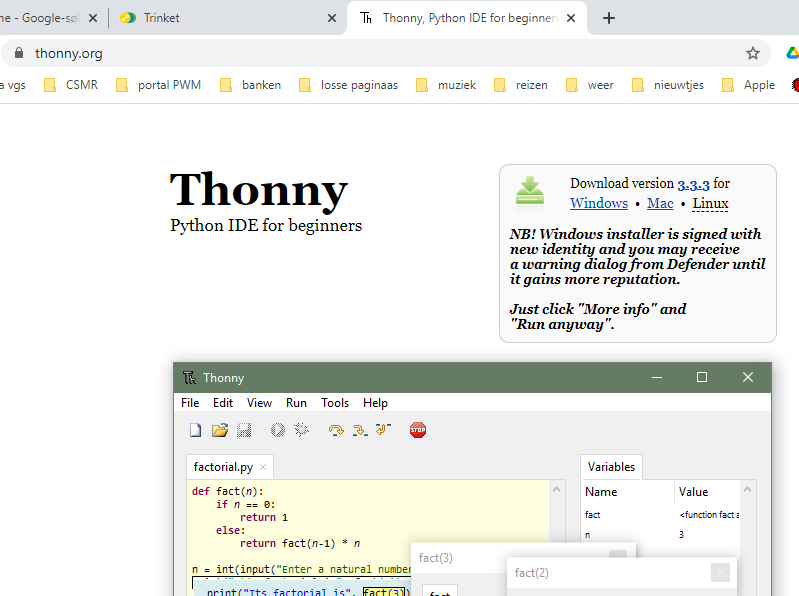 ne - Google-sø
Trinket
Thonny, Python IDE for beginners
thonny.org
a vgs
CSMR
portal PWM
banken
losse paginaas
muziek
reizen
weer
nieuwtjes
Apple
Thonny
Python IDE for beginners
Download version 3.3.3 for
Windows • Mac • Linux
NB! Windows installer is signed with
new identity and you may receive
a warning dialog from Defender until
it gains more reputation.
Just click "More info" and
"Run anyway".
Th Thonny
File Edit View Run Tools Help
STOP
factorial.py
Variables
Name Value
def fact(n):
if n == 0:
return 1
else:
return fact(n-1) * n
fact <function fact a
n 3
n = int(input("Enter a natural number
print("Its factorial is", fact(3))
fact(3)
fact
fact(2)